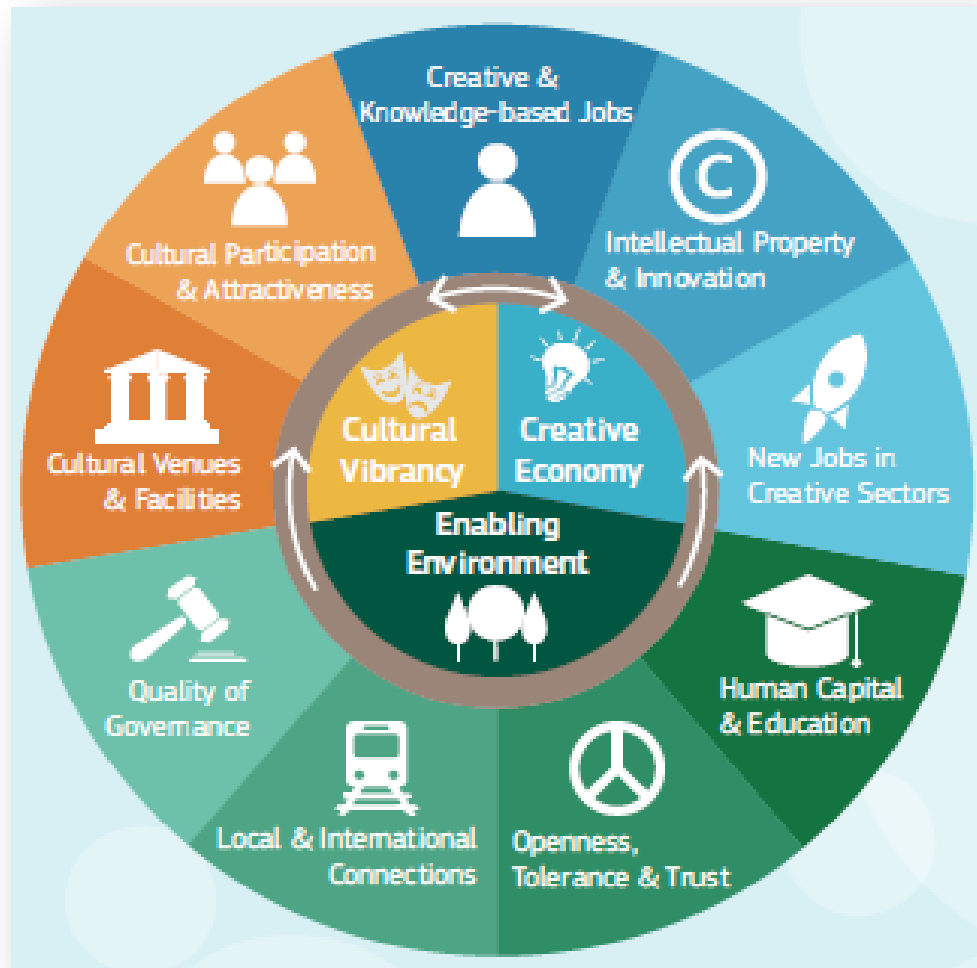 Creative &
Knowledge-based Jobs
C
Intellectual Property
& Innovation
New Jobs in
Creative Sectors
Human Capital
& Education
Openness,
Tolerance & Trust
Local & International
Connections
Quality of
Governance
Cultural Venues
& Facilities
Cultural Participation
& Attractiveness
Cultural
Vibrancy
Creative
Economy
Enabling
Environment